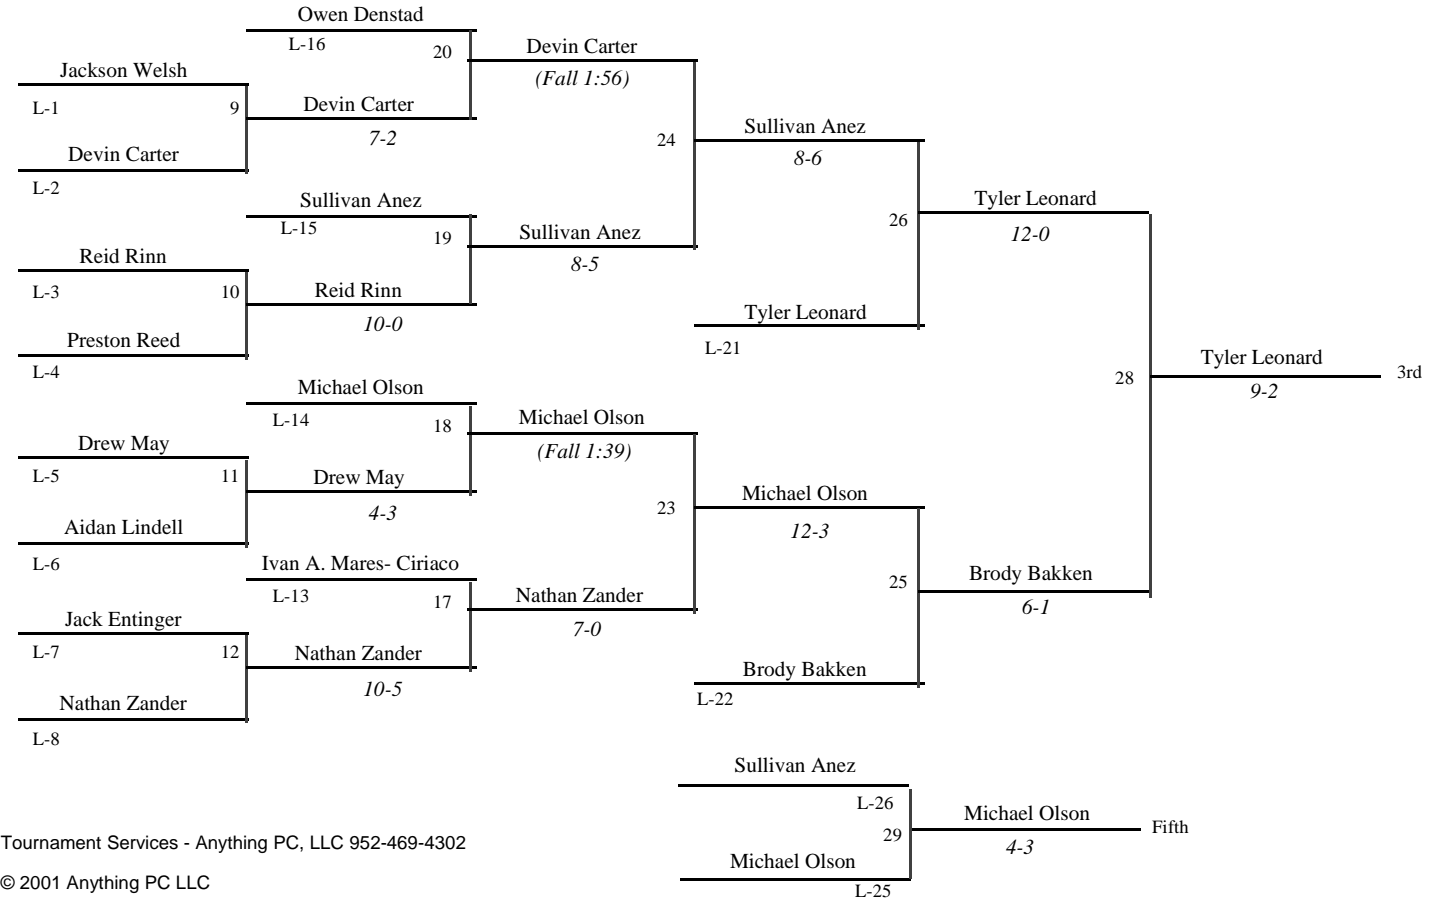 Owen Denstad
L-16
20
Devin Carter
(Fall 1:56)
Jackson Welsh
L-1
9
Devin Carter
7-2
Devin Carter
L-2
24
Sullivan Anez
8-6
Sullivan Anez
L-15
19
Sullivan Anez
8-5
Reid Rinn
L-3
10
Reid Rinn
10-0
Preston Reed
L-4
26
Tyler Leonard
12-0
Tyler Leonard
L-21
28
Tyler Leonard
9-2
3rd
Michael Olson
L-14
18
Michael Olson
(Fall 1:39)
Drew May
L-5
11
Drew May
4-3
Aidan Lindell
L-6
23
Michael Olson
12-3
Ivan A. Mares- Ciriaco
L-13
17
Nathan Zander
7-0
Jack Entinger
L-7
12
Nathan Zander
10-5
Nathan Zander
L-8
25
Brody Bakken
6-1
Brody Bakken
L-22
Sullivan Anez
L-26
29
Michael Olson
4-3
Fifth
Michael Olson
L-25
Tournament Services - Anything PC, LLC 952-469-4302
© 2001 Anything PC LLC